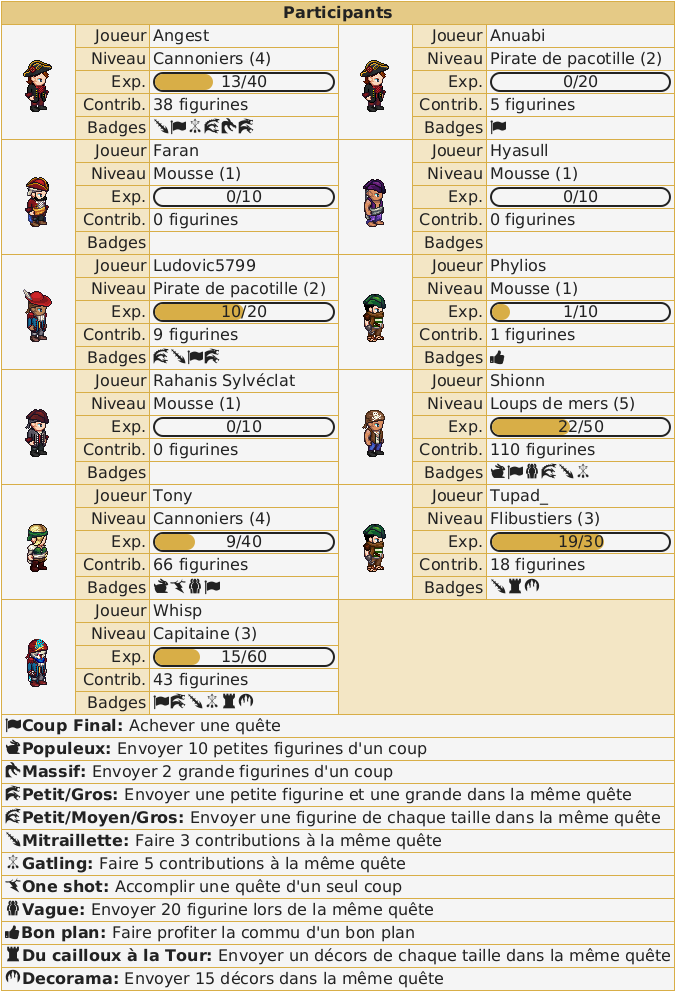 Participants
Joueur Angest
Niveau Cannoniers (4)
Exp. 13/40
Contrib. 38 figurines
Badges
Joueur Anuabi
Niveau Pirate de pacotille (2)
Exp. 0/20
Contrib. 5 figurines
Badges
Joueur Faran
Niveau Mousse (1)
Exp. 0/10
Contrib. 0 figurines
Badges
Joueur Hyasull
Niveau Mousse (1)
Exp. 0/10
Contrib. 0 figurines
Badges
Joueur Ludovic5799
Niveau Pirate de pacotille (2)
Exp. 10/20
Contrib. 9 figurines
Badges
Joueur Phylios
Niveau Mousse (1)
Exp. 1/10
Contrib. 1 figurines
Badges
Joueur Rahanis Sylvéclat
Niveau Mousse (1)
Exp. 0/10
Contrib. 0 figurines
Badges
Joueur Shionn
Niveau Loups de mers (5)
Exp. 22/50
Contrib. 110 figurines
Badges
Joueur Tony
Niveau Cannoniers (4)
Exp. 9/40
Contrib. 66 figurines
Badges
Joueur Tupad_
Niveau Flibustiers (3)
Exp. 19/30
Contrib. 18 figurines
Badges
Joueur Whisp
Niveau Capitaine (3)
Exp. 15/60
Contrib. 43 figurines
Badges
Coup Final: Achever une quête
Populeux: Envoyer 10 petites figurines d'un coup
Massif: Envoyer 2 grande figurines d'un coup
Petit/Gros: Envoyer une petite figurine et une grande dans la même quête
Petit/Moyen/Gros: Envoyer une figurine de chaque taille dans la même quête
Mitraillette: Faire 3 contributions à la même quête
Gatling: Faire 5 contributions à la même quête
One shot: Accomplir une quête d'un seul coup
Vague: Envoyer 20 figurine lors de la même quête
Bon plan: Faire profiter la commu d'un bon plan
Du cailloux à la Tour: Envoyer un décors de chaque taille dans la même quête
Decorama: Envoyer 15 décors dans la même quête